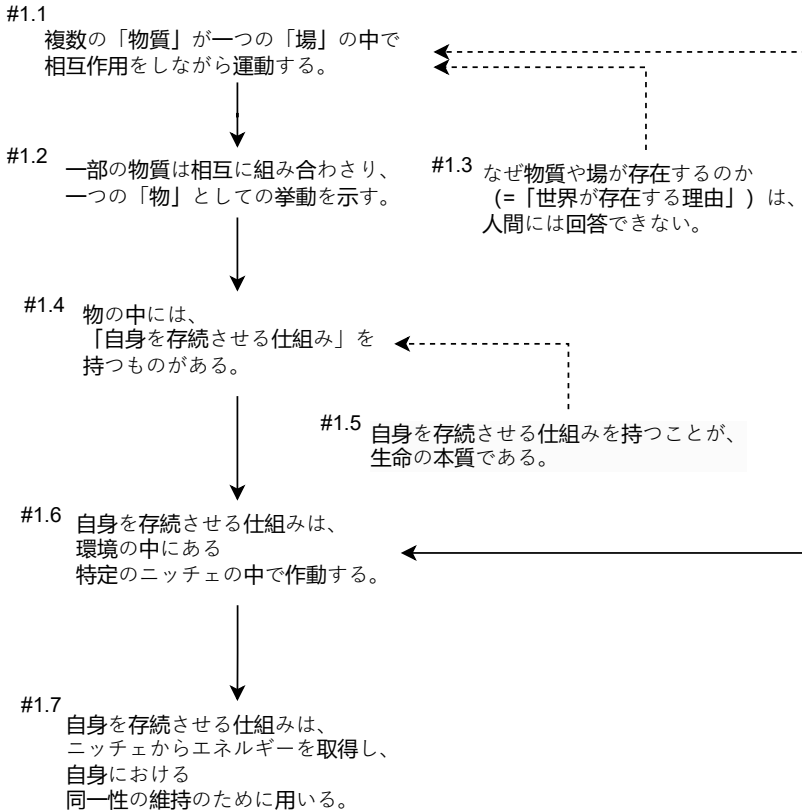 #1.1
複数の「物質」が一つの「場」の中で
相互作用をしながら運動する。
#1.2
一部の物質は相互に組み合わさり、
一つの「物」としての挙動を示す。
#1.3
なぜ物質や場が存在するのか
(=「世界が存在する理由」)は、
人間には回答できない。
#1.4
物の中には、
「自身を存続させる仕組み」を
持つものがある。
#1.5
自身を存続させる仕組みを持つことが、
生命の本質である。
#1.6
自身を存続させる仕組みは、
環境の中にある
特定のニッチェの中で作動する。
#1.7
自身を存続させる仕組みは、
ニッチェからエネルギーを取得し、
自身における
同一性の維持のために用いる。